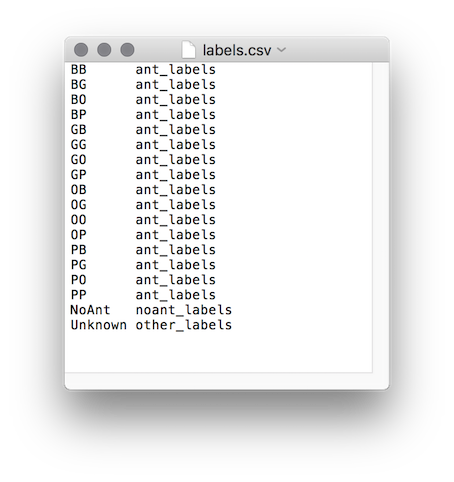 labels.csv
BB ant_labels
BG ant_labels
BO ant_labels
BP ant_labels
GB ant_labels
GG ant_labels
GO ant_labels
GP ant_labels
OB ant_labels
OG ant_labels
OO ant_labels
OP ant_labels
PB ant_labels
PG ant_labels
PO ant_labels
PP ant_labels
NoAnt noant_labels
Unknown other_labels